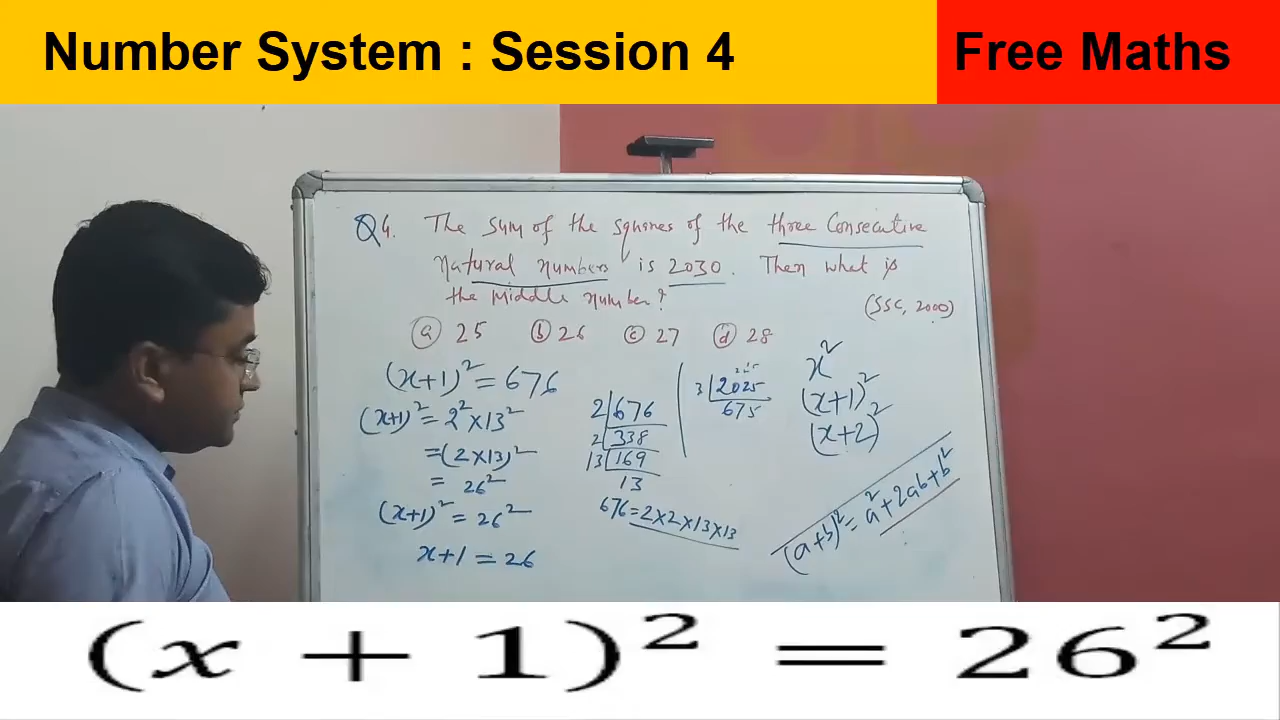 Number System : Session 4
Free Maths
Q4. The sum of the squares of the three Consecutive
natural numbers is 2030. Then what is
the middle number?
(SSC, 2000)
(a) 25 (b) 26 (c) 27 (d) 28
(x+1)² = 676
(x+1)² = 2² × 13²
= (2 × 13)²
= 26²
(x+1)² = 26²
x+1 = 26
2 | 676
2 | 338
13 | 169
13
676 = 2×2×13×13
3 | 2025
675
x²
(x+1)²
(x+2)²
(a+b)² = a² + 2ab + b²
(x + 1)² = 26²